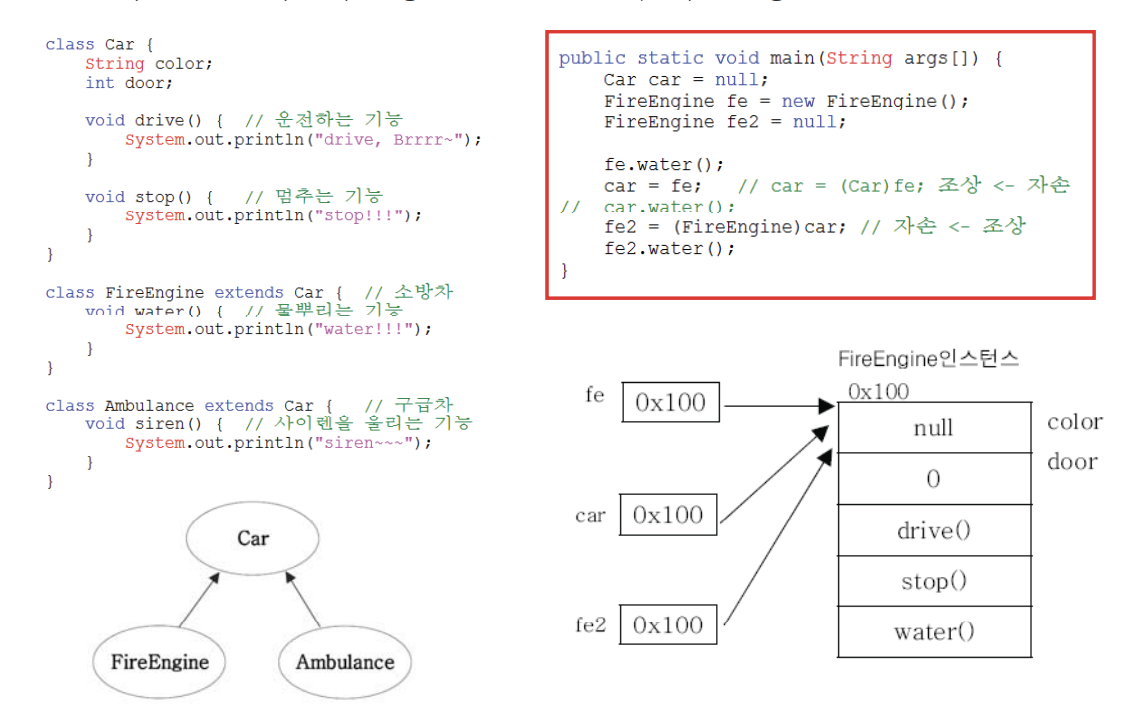 class Car {
String color;
int door;
void drive() {  // 운전하는 기능
System.out.println("drive, Brrrr~");
}
void stop() {   // 멈추는 기능
System.out.println("stop!!!");
}
}
class FireEngine extends Car {  // 소방차
void water() {  // 물뿌리는 기능
System.out.println("water!!!");
}
}
class Ambulance extends Car {   // 구급차
void siren() {  // 사이렌을 울리는 기능
System.out.println("siren~~~");
}
}
Car
FireEngine
Ambulance
public static void main(String args[]) {
Car car = null;
FireEngine fe = new FireEngine();
FireEngine fe2 = null;
fe.water();
car = fe;   // car = (Car)fe; 조상 <- 자손
//  car.water();
fe2 = (FireEngine)car; // 자손 <- 조상
fe2.water();
}
FireEngine인스턴스
0x100
fe 0x100
null color
door
0
car 0x100
drive()
stop()
fe2 0x100
water()